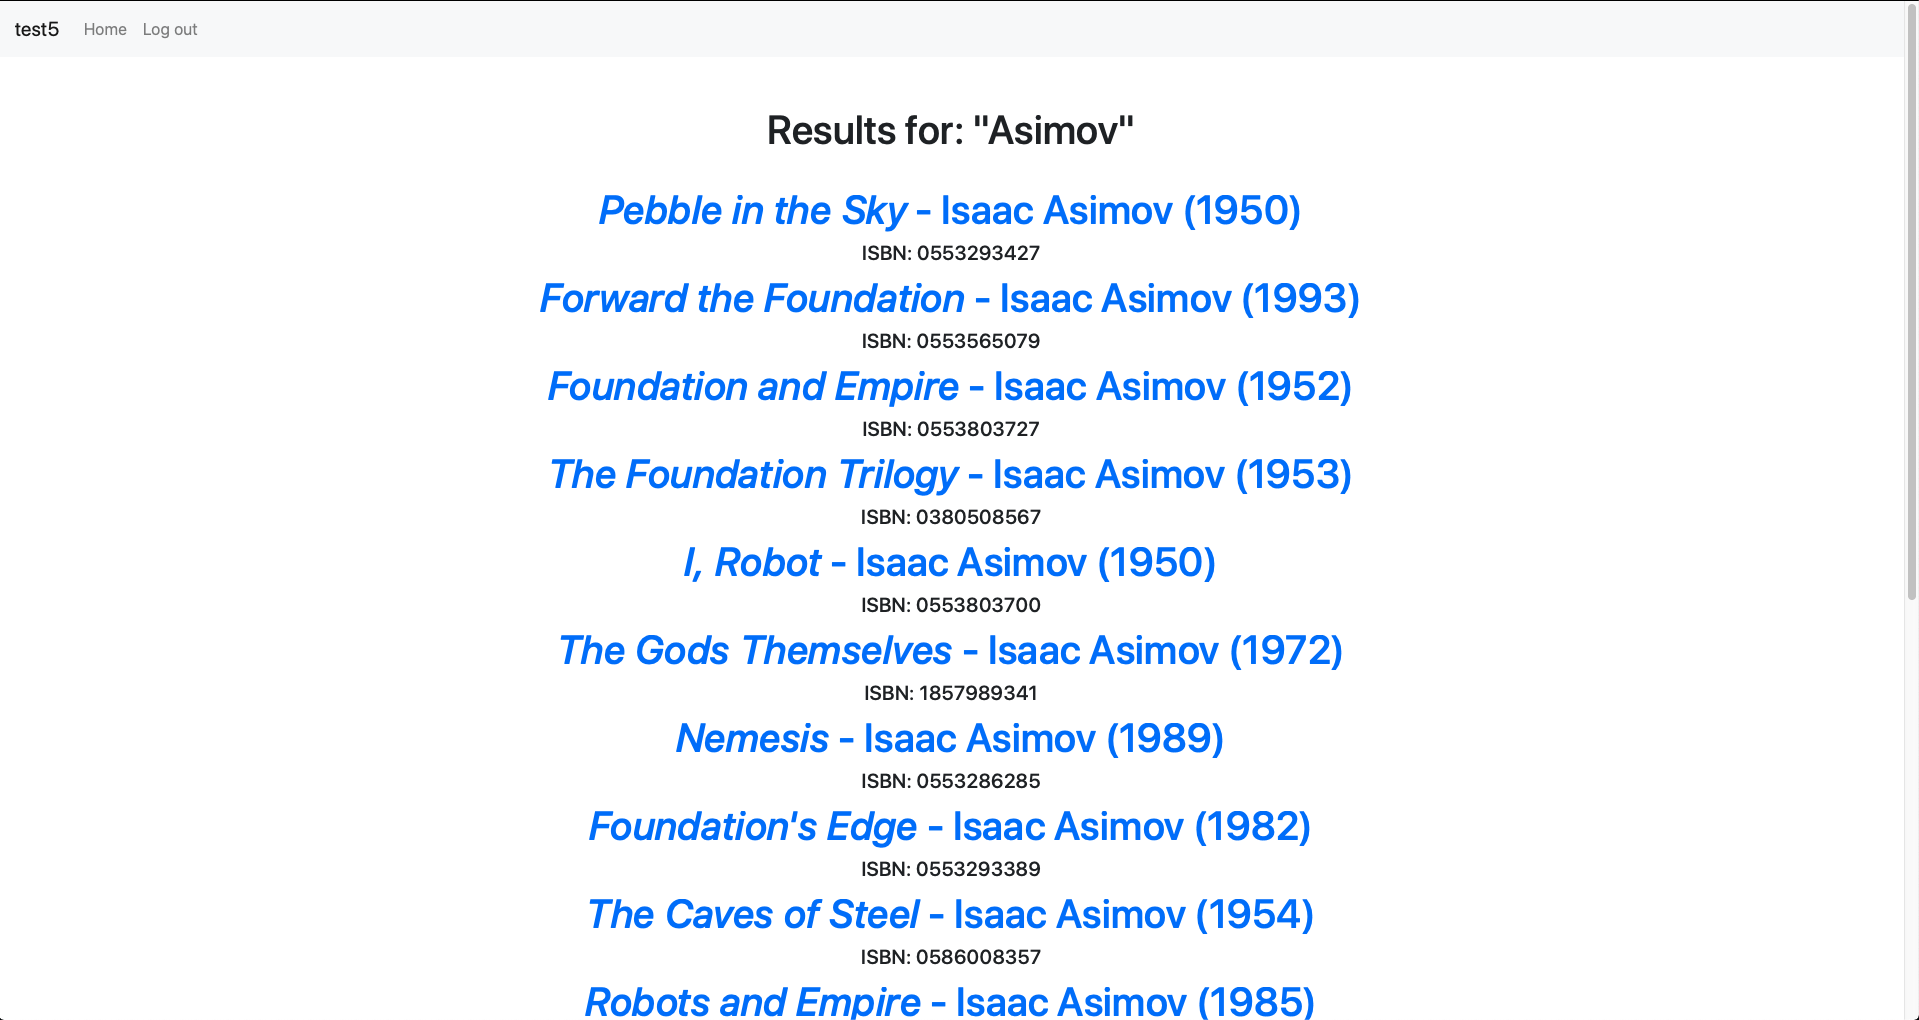 test5 Home Log out
Results for: "Asimov"
Pebble in the Sky - Isaac Asimov (1950)
ISBN: 0553293427
Forward the Foundation - Isaac Asimov (1993)
ISBN: 0553565079
Foundation and Empire - Isaac Asimov (1952)
ISBN: 0553803727
The Foundation Trilogy - Isaac Asimov (1953)
ISBN: 0380508567
I, Robot - Isaac Asimov (1950)
ISBN: 0553803700
The Gods Themselves - Isaac Asimov (1972)
ISBN: 1857989341
Nemesis - Isaac Asimov (1989)
ISBN: 0553286285
Foundation's Edge - Isaac Asimov (1982)
ISBN: 0553293389
The Caves of Steel - Isaac Asimov (1954)
ISBN: 0586008357
Robots and Empire - Isaac Asimov (1985)